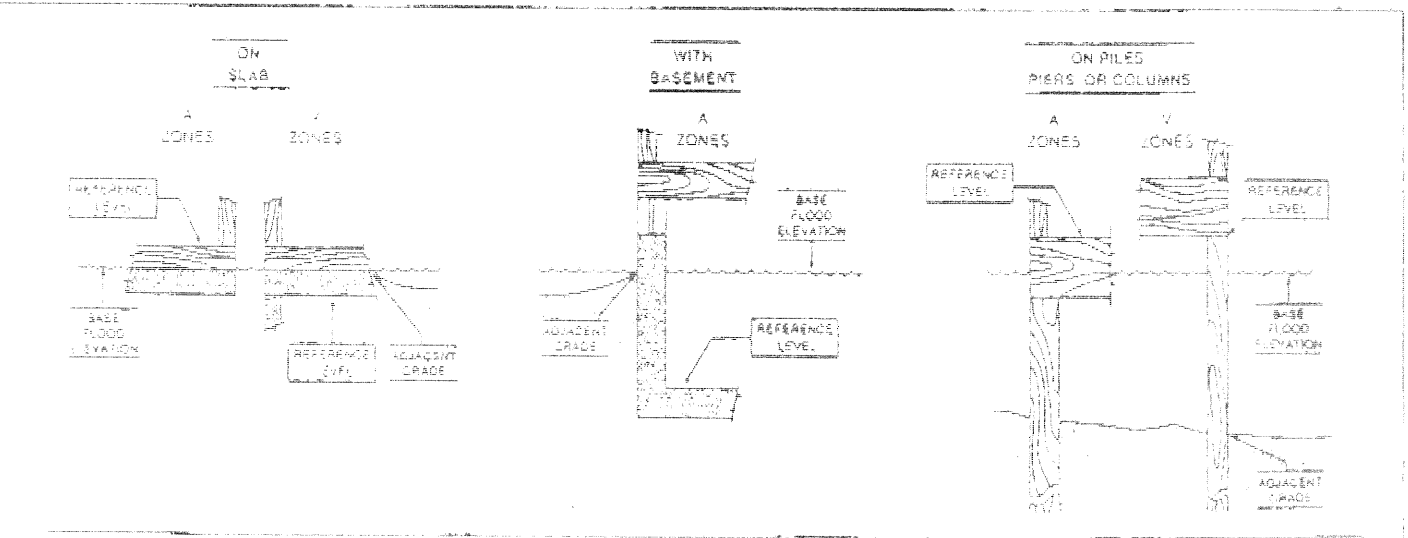 ON
SLAB
A
ZONES
V
ZONES
REFERENCE
LEVEL
BASE
FLOOD
ELEVATION
REFERENCE
LEVEL
ADJACENT
GRADE
WITH
BASEMENT
A
ZONES
BASE
FLOOD
ELEVATION
ADJACENT
GRADE
REFERENCE
LEVEL
ON PILES
PIERS OR COLUMNS
A
ZONES
V
ZONES
REFERENCE
LEVEL
REFERENCE
LEVEL
BASE
FLOOD
ELEVATION
ADJACENT
GRADE